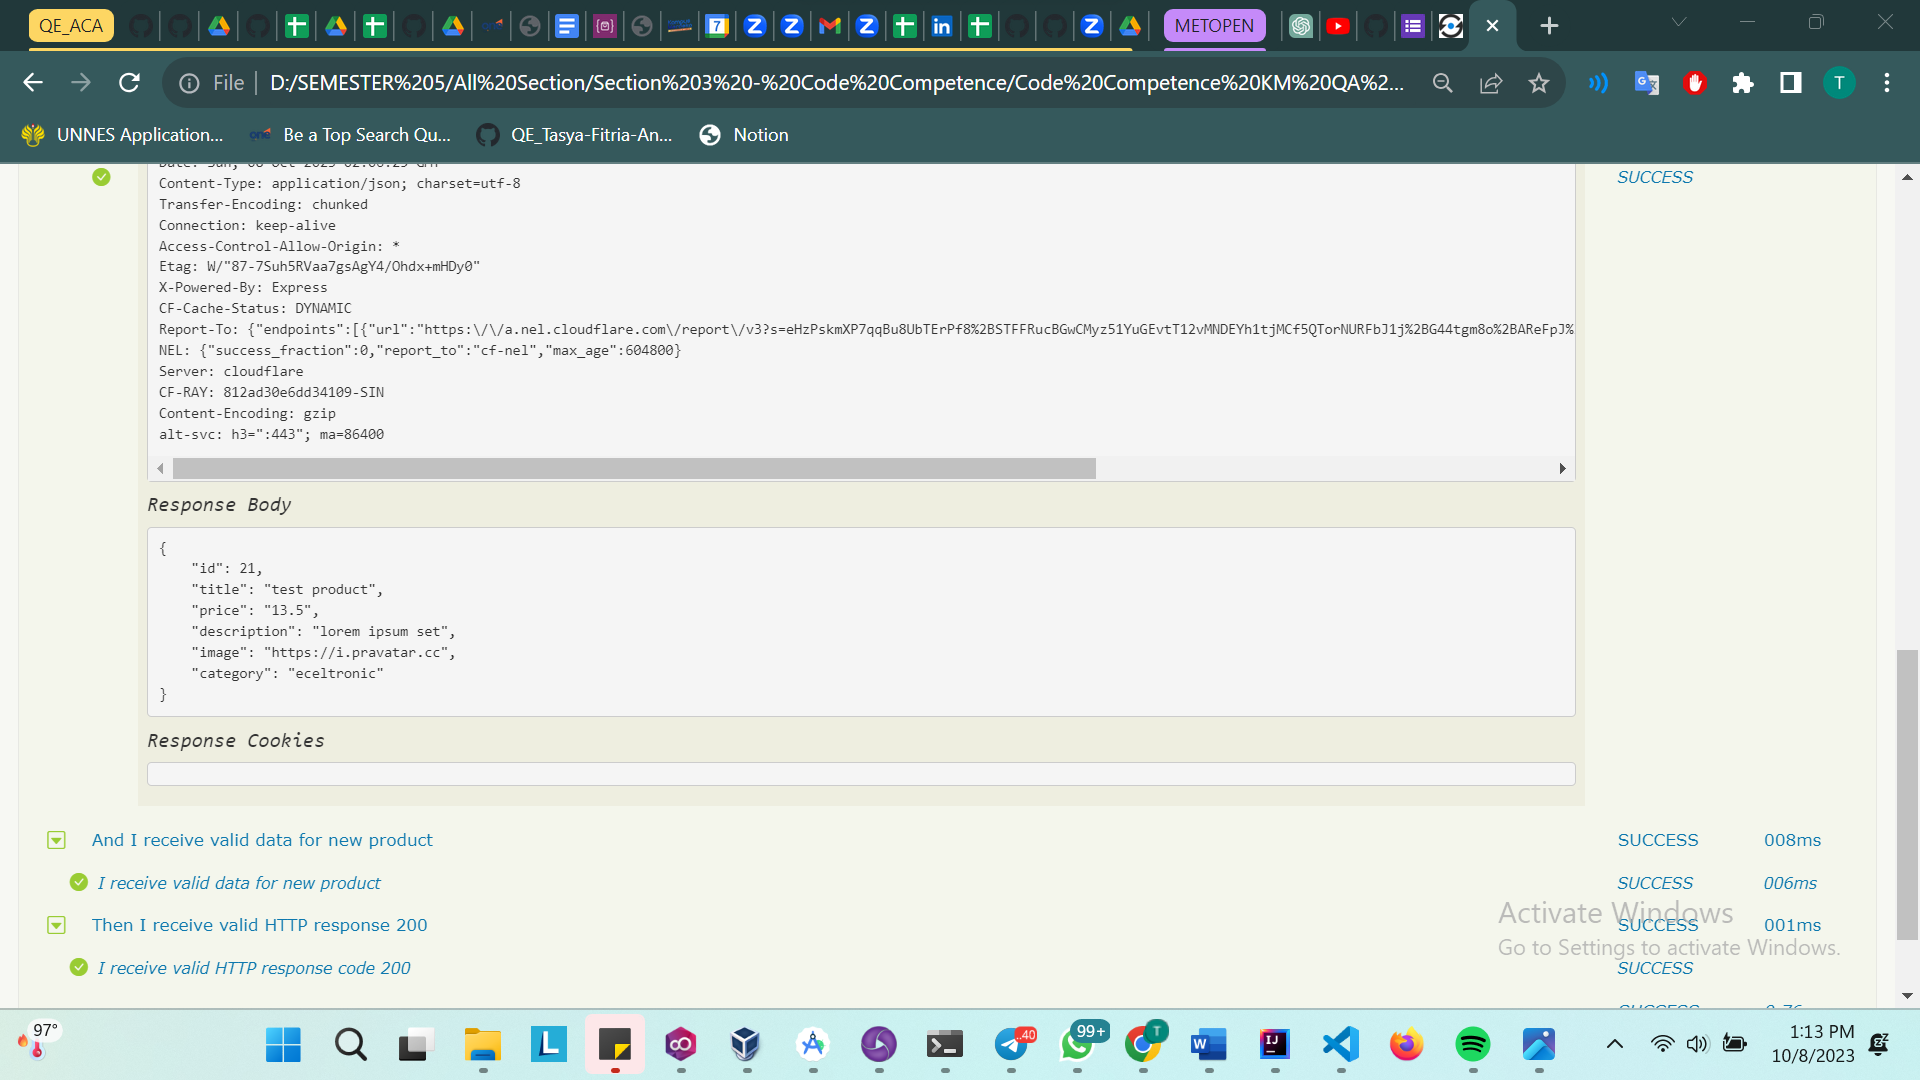 QE_ACA
METOPEN
File
D:/SEMESTER%205/All%20Section/Section%203%20-%20Code%20Competence/Code%20Competence%20KM%20QA%2...
T
UNNES Application...
Be a Top Search Qu...
QE_Tasya-Fitria-An...
Notion
SUCCESS
Content-Type: application/json; charset=utf-8
Transfer-Encoding: chunked
Connection: keep-alive
Access-Control-Allow-Origin: *
Etag: W/"87-7Suh5RVaa7gsAgY4/Ohdx+mHDy0"
X-Powered-By: Express
CF-Cache-Status: DYNAMIC
Report-To: {"endpoints":[{"url":"https:\/\/a.nel.cloudflare.com\/report\/v3?s=eHzPskmXP7qqBu8UbTErPf8%2BSTFFRucBGwCMyz51YuGEvtT12vMNDEYh1tjMCf5QTorNURFbJ1j%2BG44tgm8o%2BAReFpJ%
NEL: {"success_fraction":0,"report_to":"cf-nel","max_age":604800}
Server: cloudflare
CF-RAY: 812ad30e6dd34109-SIN
Content-Encoding: gzip
alt-svc: h3=":443"; ma=86400
Response Body
{
"id": 21,
"title": "test product",
"price": "13.5",
"description": "lorem ipsum set",
"image": "https://i.pravatar.cc",
"category": "eceltronic"
}
Response Cookies
And I receive valid data for new product SUCCESS 008ms
I receive valid data for new product SUCCESS 006ms
Then I receive valid HTTP response 200 SUCCESS 001ms
I receive valid HTTP response code 200 SUCCESS
Activate Windows
Go to Settings to activate Windows.
97°
40
99+
T
1:13 PM
10/8/2023